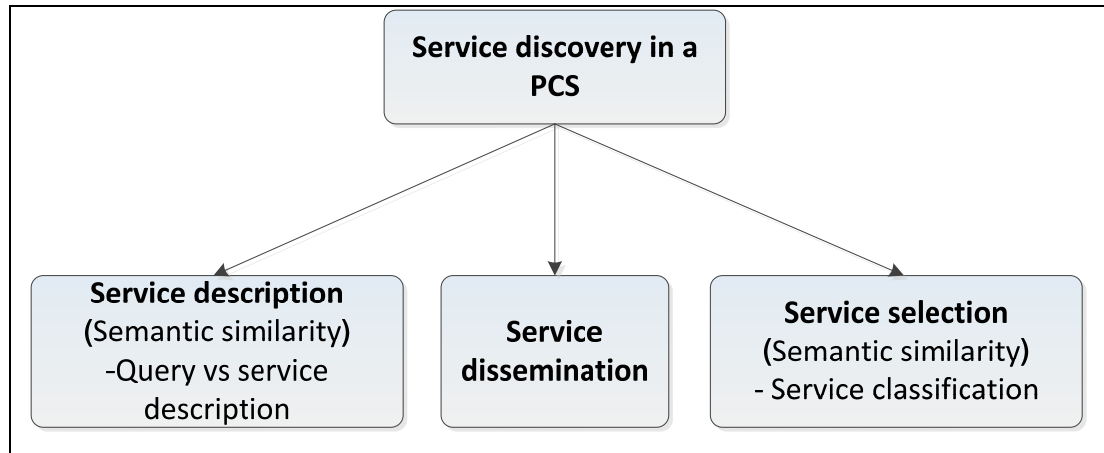 Service discovery in a
PCS
Service description
(Semantic similarity)
-Query vs service
description
Service
dissemination
Service selection
(Semantic similarity)
- Service classification